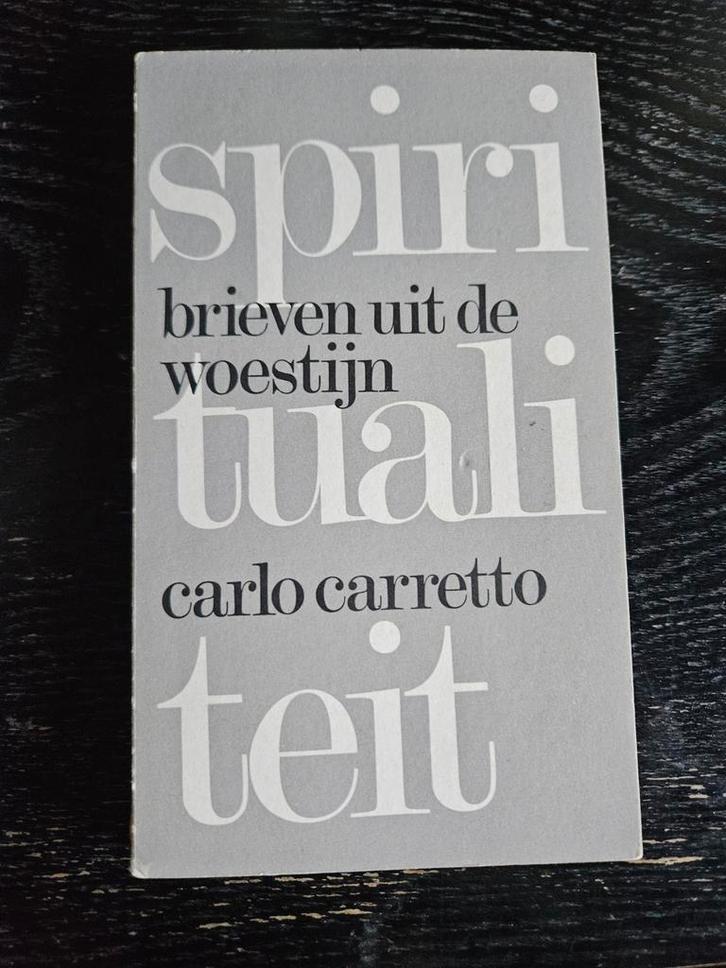 spiri
brieven uit de
woestijn
tuali
carlo carretto
teit